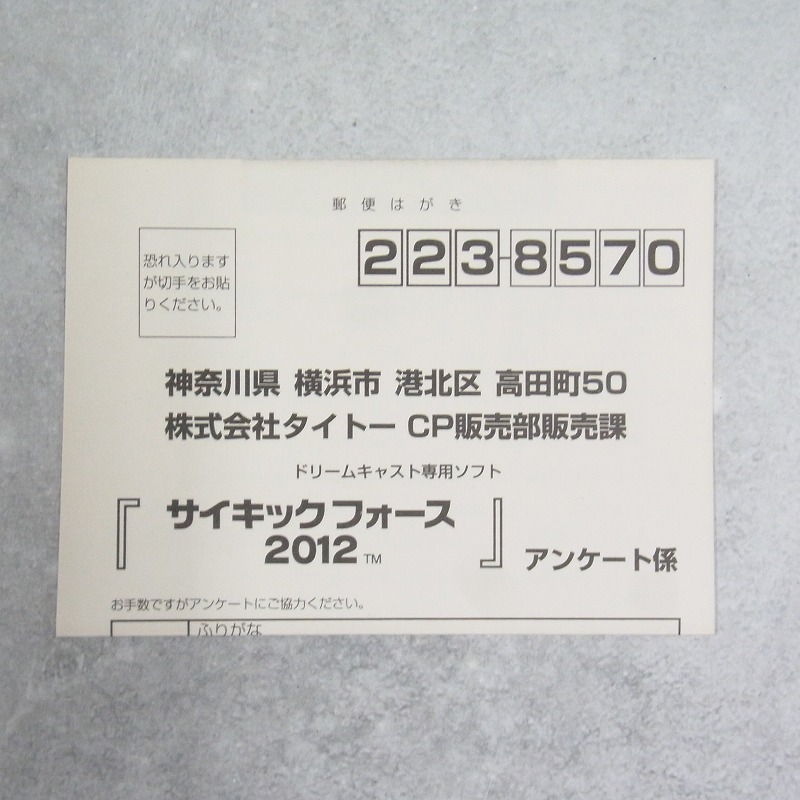 郵便はがき
恐れ入ります
が切手をお貼
りください。
223-8570
神奈川県 横浜市 港北区 高田町50
株式会社タイトー CP販売部販売課
ドリームキャスト専用ソフト
『サイキックフォース
2012™』
アンケート係
お手数ですがアンケートにご協力ください。
ふりがな